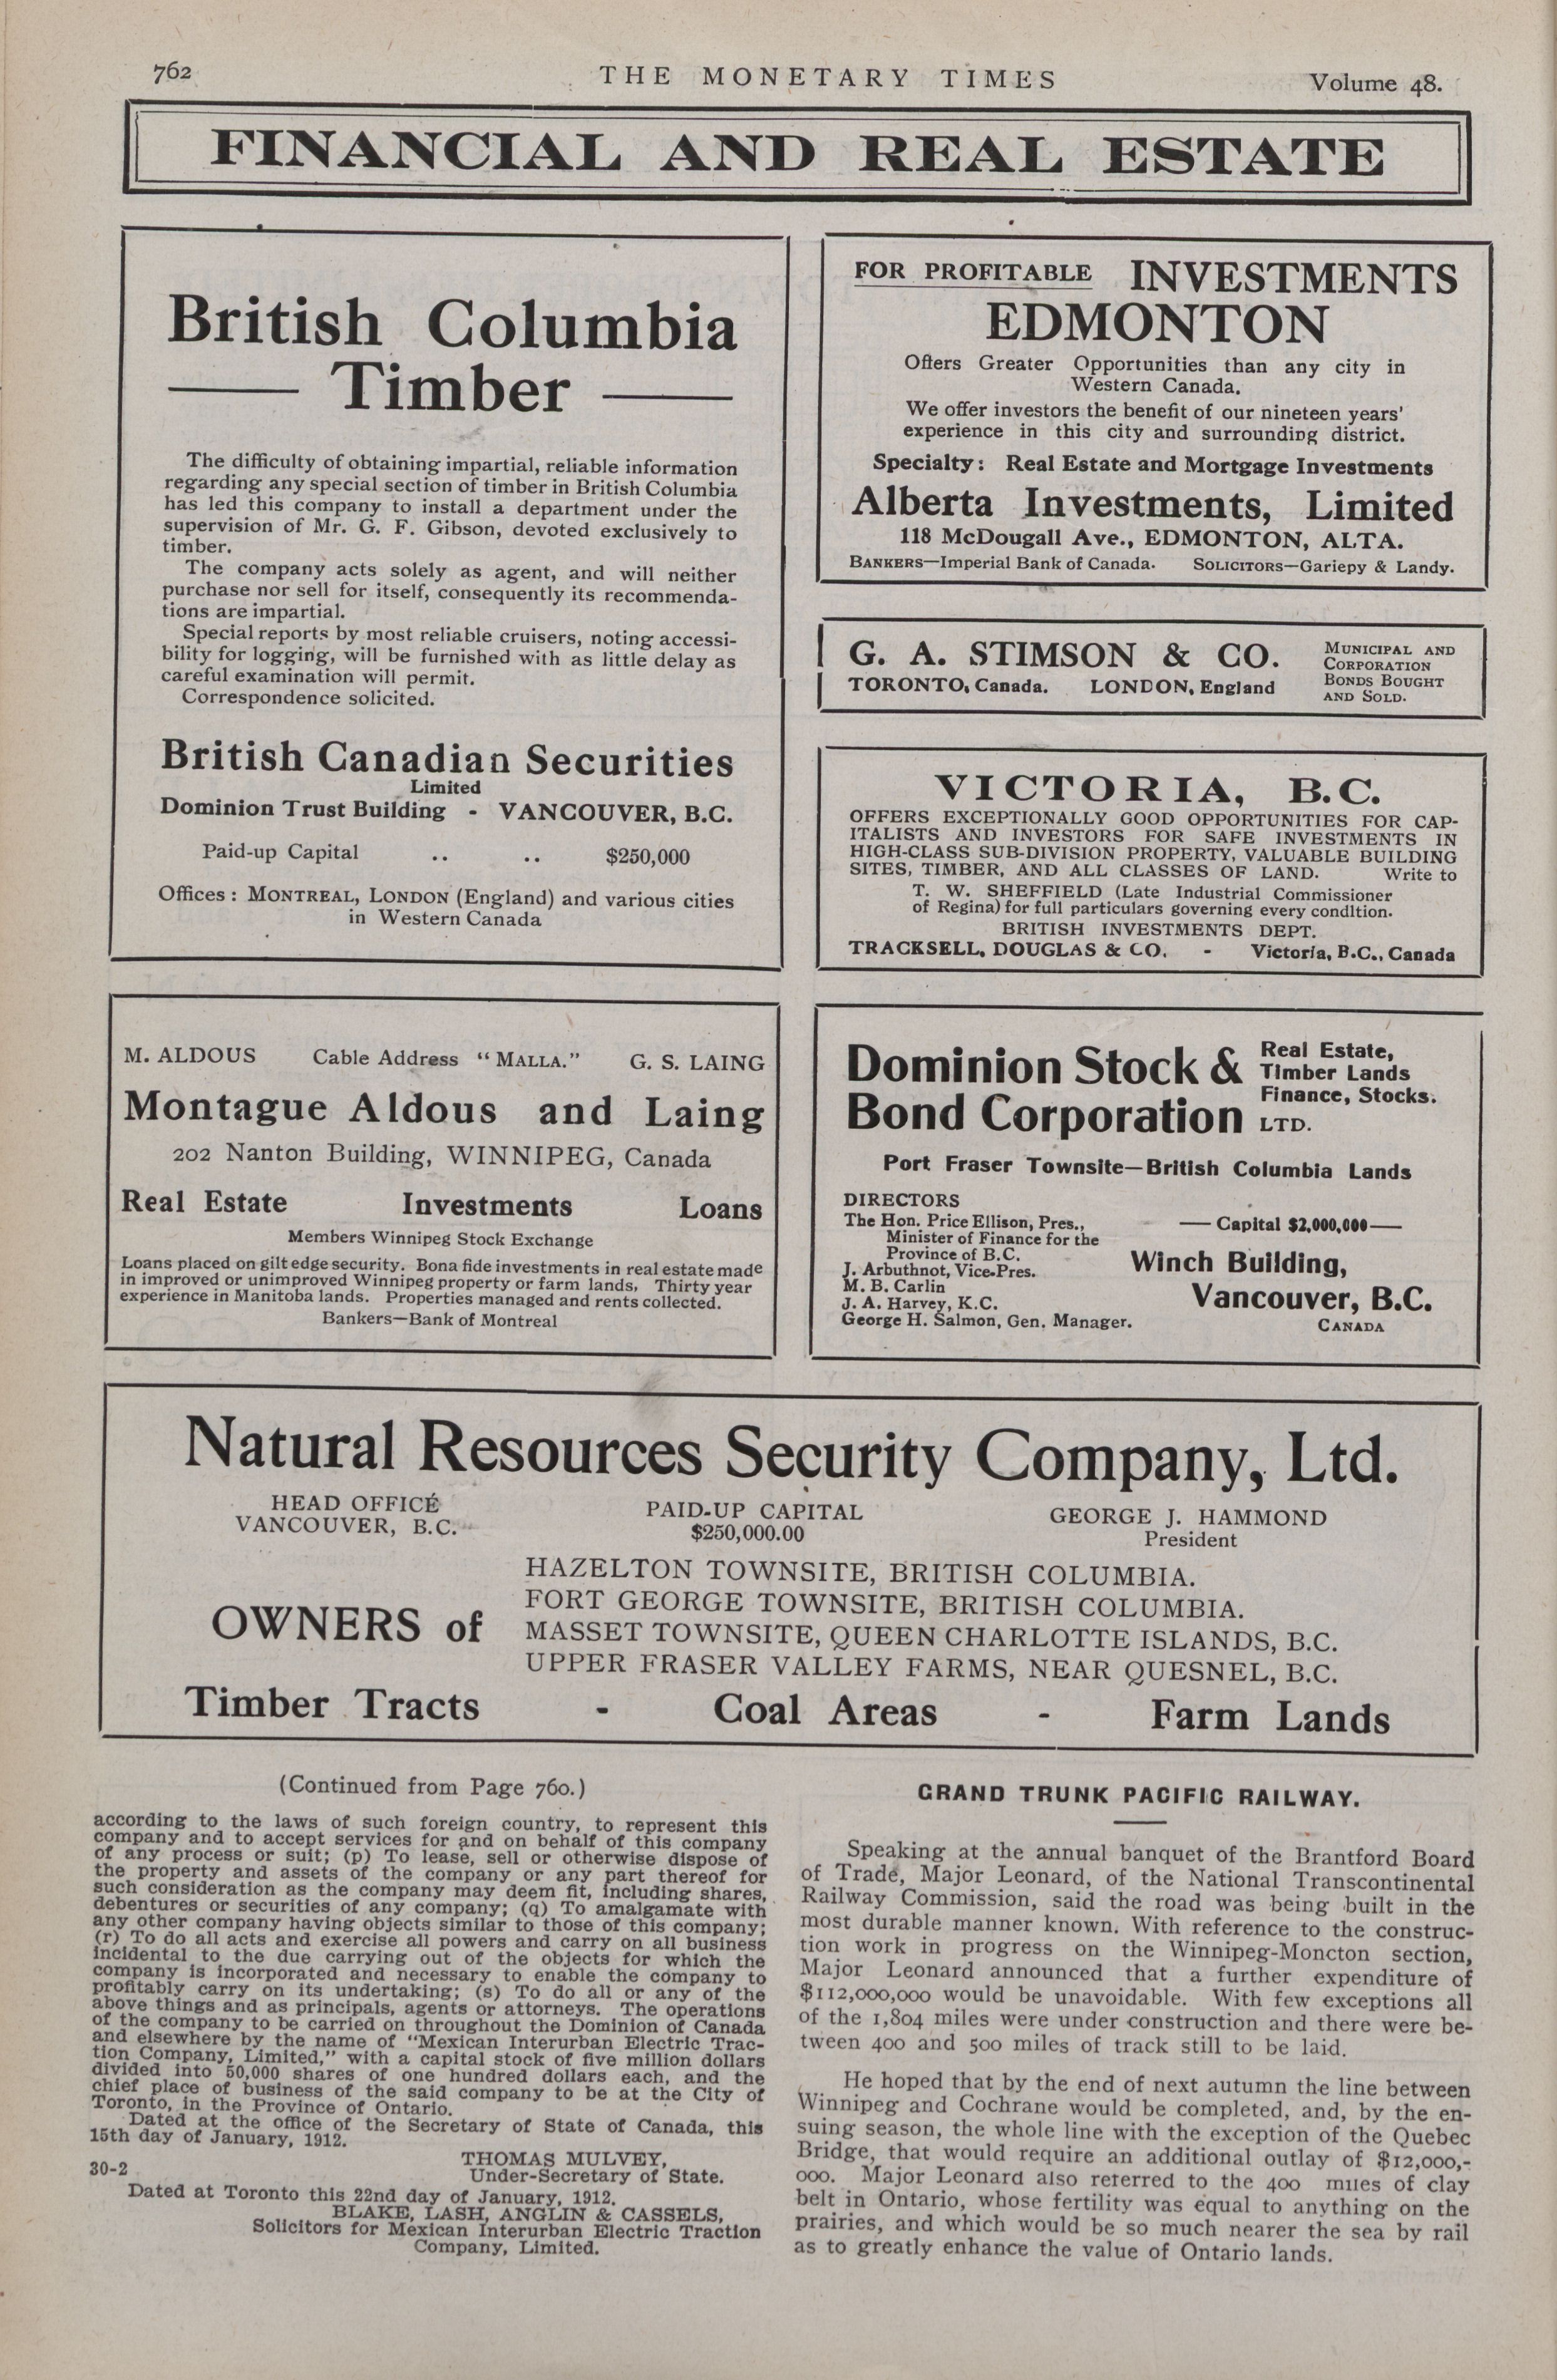 762
THE MONETARY TIMES
Volume 48.
FINANCIAL AND REAL ESTATE
British Columbia
Timber
The difficulty of obtaining impartial, reliable information
regarding any special section of timber in British Columbia
has led this company to install a department under the
supervision of Mr. G. F. Gibson, devoted exclusively to
timber.
The company acts solely as agent, and will neither
purchase nor sell for itself, consequently its recommenda-
tions are impartial.
Special reports by most reliable cruisers, noting accessi-
bility for logging, will be furnished with as little delay as
careful examination will permit.
Correspondence solicited.
British Canadian Securities
Limited
Dominion Trust Building - VANCOUVER, B.C.
Paid-up Capital .. .. $250,000
Offices : MONTREAL, LONDON (England) and various cities
in Western Canada
FOR PROFITABLE INVESTMENTS
EDMONTON
Offers Greater Opportunities than any city in
Western Canada.
We offer investors the benefit of our nineteen years'
experience in this city and surrounding district.
Specialty: Real Estate and Mortgage Investments
Alberta Investments, Limited
118 McDougall Ave., EDMONTON, ALTA.
BANKERS—Imperial Bank of Canada. SOLICITORS—Gariepy & Landy.
G. A. STIMSON & CO.
TORONTO, Canada. LONDON, England
MUNICIPAL AND
CORPORATION
BONDS BOUGHT
AND SOLD.
VICTORIA, B.C.
OFFERS EXCEPTIONALLY GOOD OPPORTUNITIES FOR CAP-
ITALISTS AND INVESTORS FOR SAFE INVESTMENTS IN
HIGH-CLASS SUB-DIVISION PROPERTY, VALUABLE BUILDING
SITES, TIMBER, AND ALL CLASSES OF LAND. Write to
T. W. SHEFFIELD (Late Industrial Commissioner
of Regina) for full particulars governing every condition.
BRITISH INVESTMENTS DEPT.
TRACKSELL, DOUGLAS & CO. - Victoria, B.C., Canada
M. ALDOUS Cable Address "MALLA." G. S. LAING
Montague Aldous and Laing
202 Nanton Building, WINNIPEG, Canada
Real Estate Investments Loans
Members Winnipeg Stock Exchange
Loans placed on gilt edge security. Bona fide investments in real estate made
in improved or unimproved Winnipeg property or farm lands. Thirty year
experience in Manitoba lands. Properties managed and rents collected.
Bankers—Bank of Montreal
Dominion Stock &
Bond Corporation
Real Estate,
Timber Lands
Finance, Stocks.
LTD.
Port Fraser Townsite—British Columbia Lands
DIRECTORS
The Hon. Price Ellison, Pres.,
Minister of Finance for the
Province of B.C.
J. Arbuthnot, Vice-Pres.
M. B. Carlin
J. A. Harvey, K.C.
George H. Salmon, Gen. Manager.
— Capital $2,000,000 —
Winch Building,
Vancouver, B.C.
CANADA
Natural Resources Security Company, Ltd.
HEAD OFFICE
VANCOUVER, B.C.
PAID-UP CAPITAL
$250,000.00
GEORGE J. HAMMOND
President
OWNERS of
HAZELTON TOWNSITE, BRITISH COLUMBIA.
FORT GEORGE TOWNSITE, BRITISH COLUMBIA.
MASSET TOWNSITE, QUEEN CHARLOTTE ISLANDS, B.C.
UPPER FRASER VALLEY FARMS, NEAR QUESNEL, B.C.
Timber Tracts - Coal Areas - Farm Lands
(Continued from Page 760.)
according to the laws of such foreign country, to represent this
company and to accept services for and on behalf of this company
of any process or suit; (p) To lease, sell or otherwise dispose of
the property and assets of the company or any part thereof for
such consideration as the company may deem fit, including shares,
debentures or securities of any company; (q) To amalgamate with
any other company having objects similar to those of this company;
(r) To do all acts and exercise all powers and carry on all business
incidental to the due carrying out of the objects for which the
company is incorporated and necessary to enable the company to
profitably carry on its undertaking; (s) To do all or any of the
above things and as principals, agents or attorneys. The operations
of the company to be carried on throughout the Dominion of Canada
and elsewhere by the name of "Mexican Interurban Electric Trac-
tion Company, Limited," with a capital stock of five million dollars
divided into 50,000 shares of one hundred dollars each, and the
chief place of business of the said company to be at the City of
Toronto, in the Province of Ontario.
Dated at the office of the Secretary of State of Canada, this
15th day of January, 1912.
THOMAS MULVEY,
Under-Secretary of State.
30-2
Dated at Toronto this 22nd day of January, 1912.
BLAKE, LASH, ANGLIN & CASSELS,
Solicitors for Mexican Interurban Electric Traction
Company, Limited.
GRAND TRUNK PACIFIC RAILWAY.
Speaking at the annual banquet of the Brantford Board
of Trade, Major Leonard, of the National Transcontinental
Railway Commission, said the road was being built in the
most durable manner known. With reference to the construc-
tion work in progress on the Winnipeg-Moncton section,
Major Leonard announced that a further expenditure of
$112,000,000 would be unavoidable. With few exceptions all
of the 1,804 miles were under construction and there were be-
tween 400 and 500 miles of track still to be laid.
He hoped that by the end of next autumn the line between
Winnipeg and Cochrane would be completed, and, by the en-
suing season, the whole line with the exception of the Quebec
Bridge, that would require an additional outlay of $12,000,-
000. Major Leonard also referred to the 400 miles of clay
belt in Ontario, whose fertility was equal to anything on the
prairies, and which would be so much nearer the sea by rail
as to greatly enhance the value of Ontario lands.